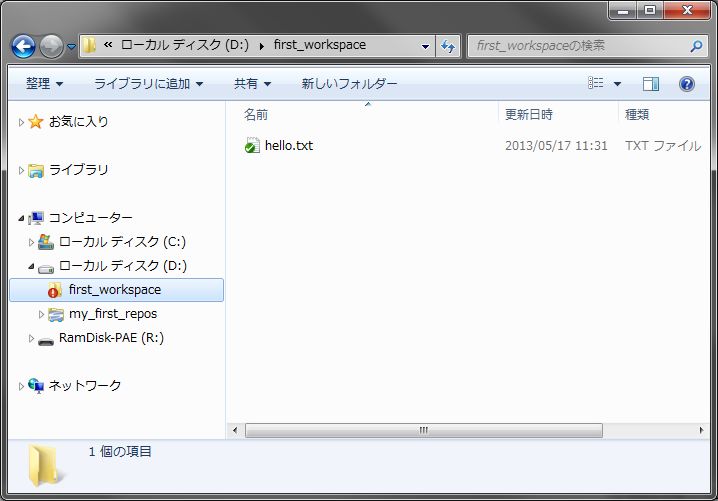 « ローカル ディスク (D:) ▸ first_workspace
first_workspaceの検索
整理 ライブラリに追加 共有 新しいフォルダー
名前 更新日時 種類
hello.txt 2013/05/17 11:31 TXT ファイル
お気に入り
ライブラリ
コンピューター
ローカル ディスク (C:)
ローカル ディスク (D:)
first_workspace
my_first_repos
RamDisk-PAE (R:)
ネットワーク
1 個の項目